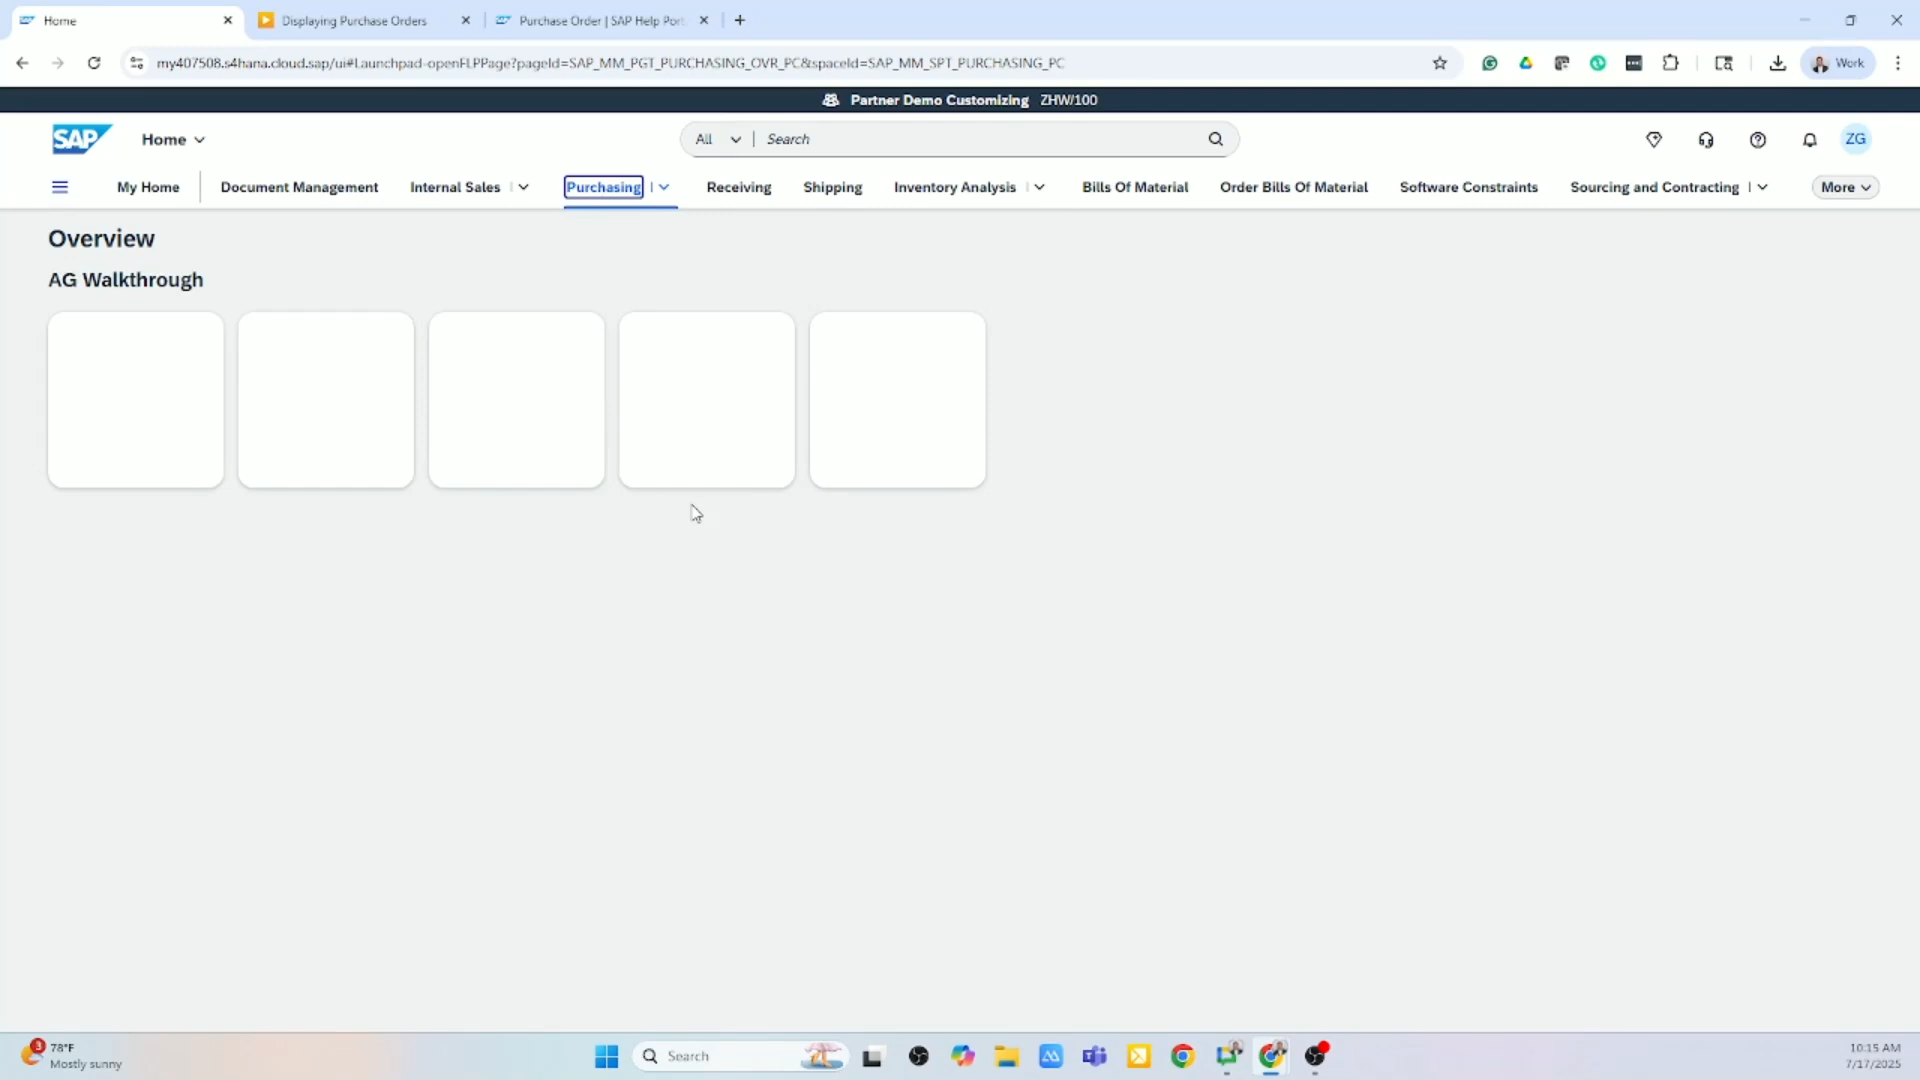 Home
Displaying Purchase Orders
Purchase Order | SAP Help Port
my407508.s4hana.cloud.sap/ui#Launchpad-openFLPPage?pageId=SAP_MM_PGT_PURCHASING_OVR_PC&spaceId=SAP_MM_SPT_PURCHASING_PC
Work
Partner Demo Customizing ZHW/100
SAP
Home
All
Search
ZG
My Home
Document Management
Internal Sales
Purchasing
Receiving
Shipping
Inventory Analysis
Bills Of Material
Order Bills Of Material
Software Constraints
Sourcing and Contracting
More
Overview
AG Walkthrough
3
78°F
Mostly sunny
Search
10:15 AM
7/17/2025